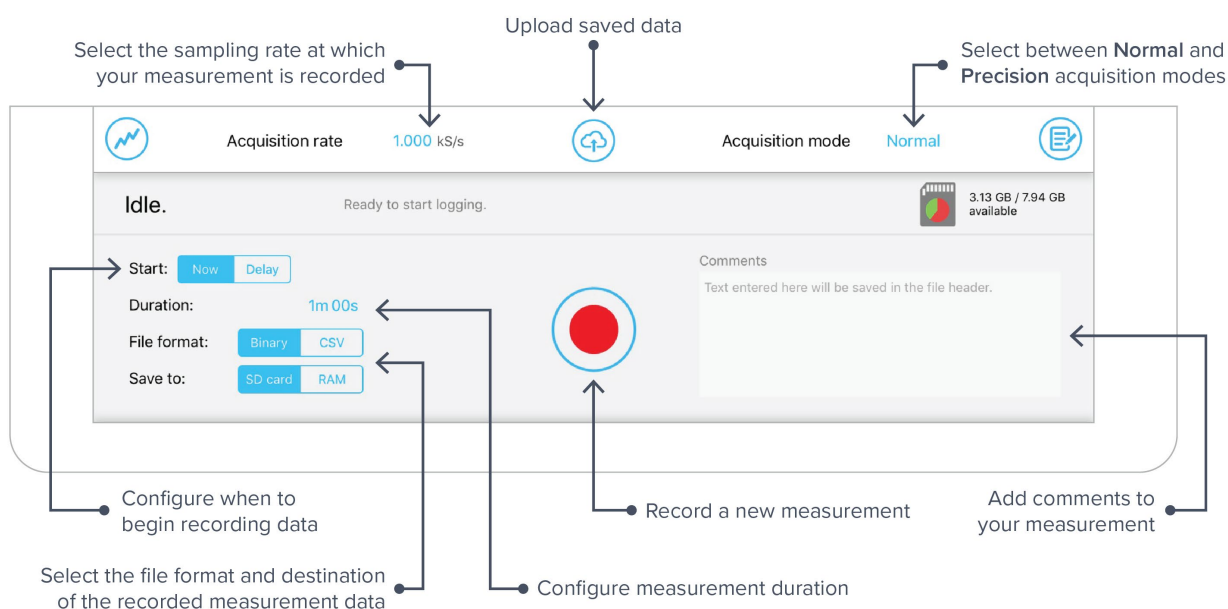 Upload saved data
Select the sampling rate at which
your measurement is recorded
Select between Normal and
Precision acquisition modes
Acquisition rate 1.000 kS/s
Acquisition mode Normal
Idle.
Ready to start logging.
3.13 GB / 7.94 GB
available
Start: Now Delay
Duration: 1m 00s
File format: Binary CSV
Save to: SD card RAM
Comments
Text entered here will be saved in the file header.
Configure when to
begin recording data
Record a new measurement
Add comments to
your measurement
Select the file format and destination
of the recorded measurement data
Configure measurement duration